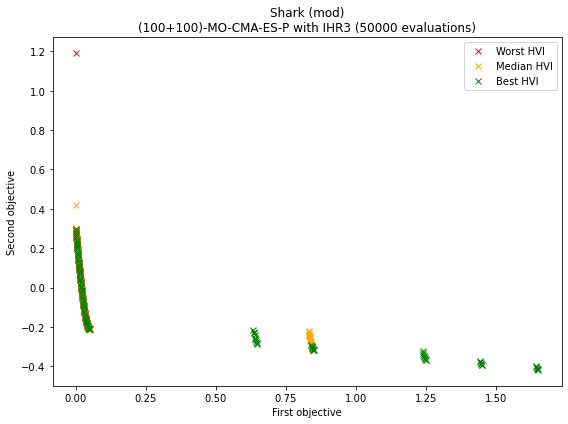 Shark (mod)
(100+100)-MO-CMA-ES-P with IHR3 (50000 evaluations)
Worst HVI
Median HVI
Best HVI
Second objective
1.2
1.0
0.8
0.6
0.4
0.2
0.0
−0.2
−0.4
0.00
0.25
0.50
0.75
1.00
1.25
1.50
First objective